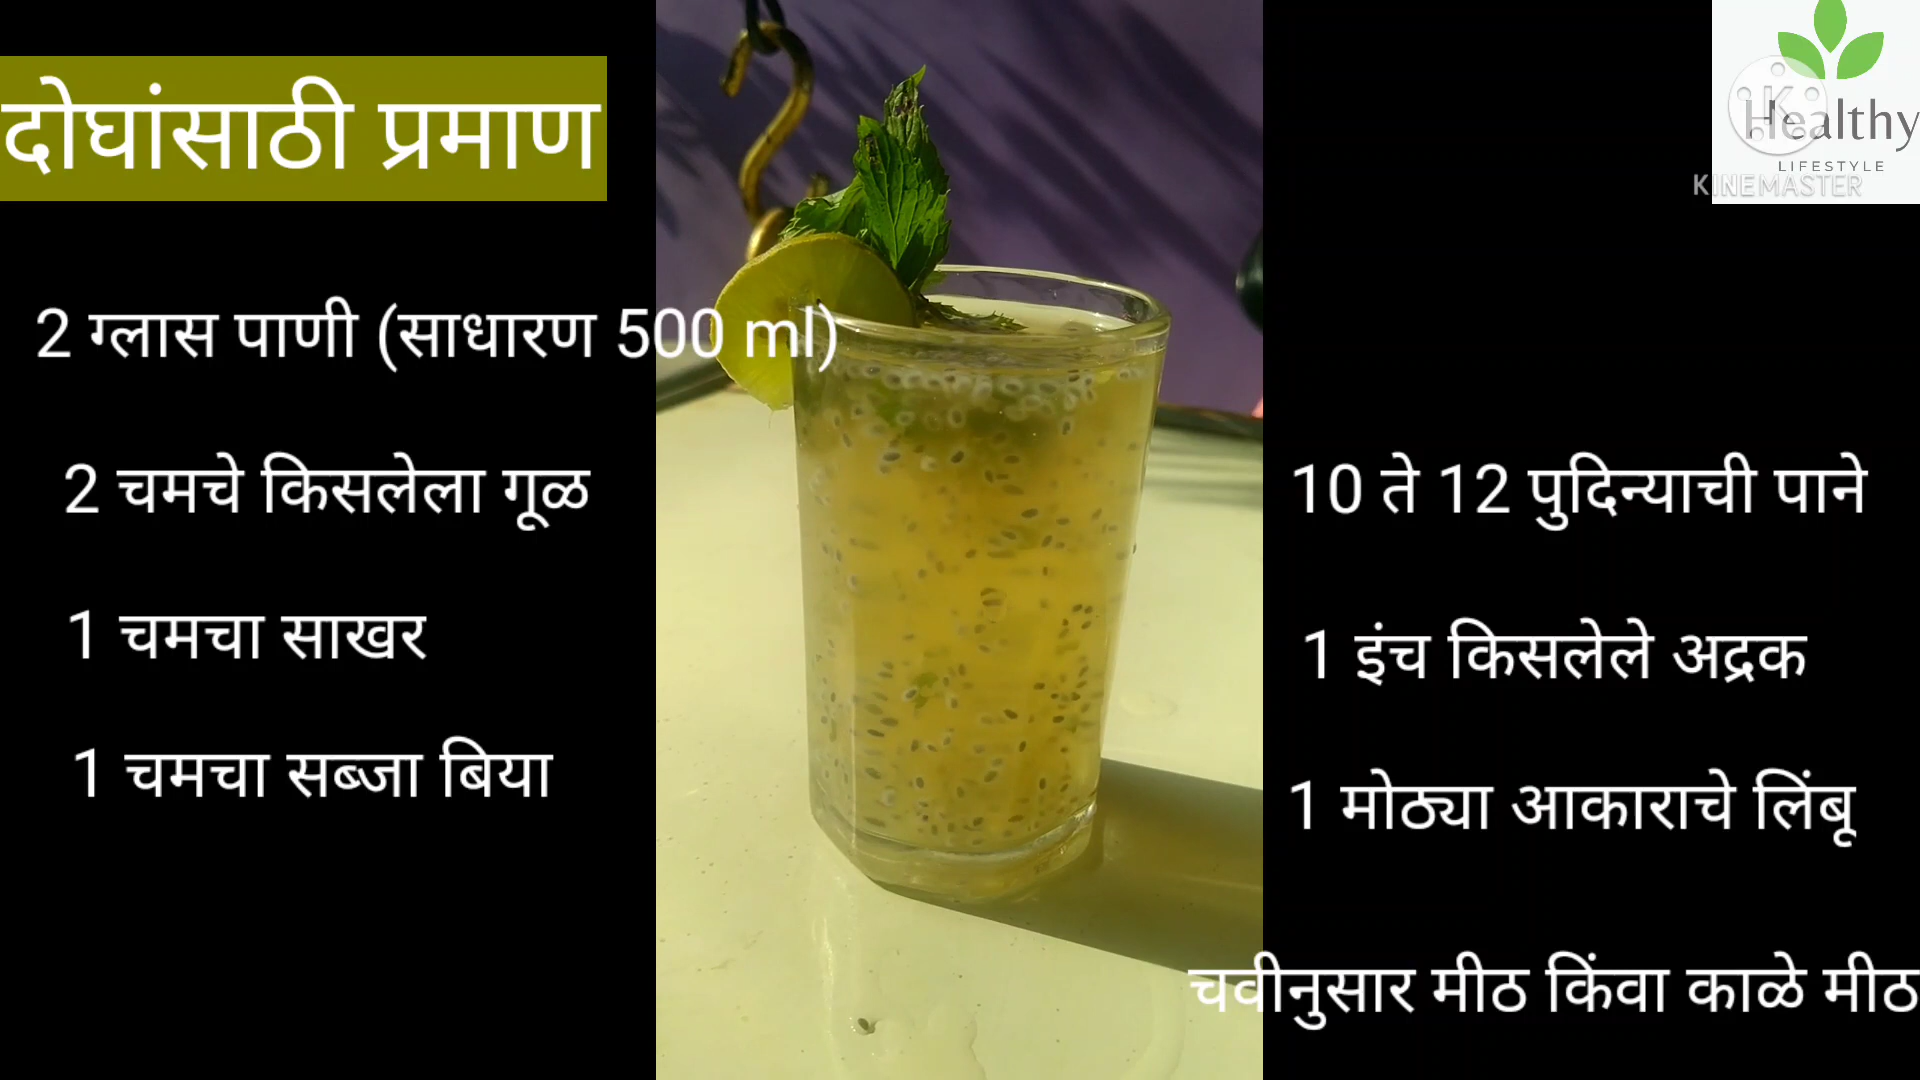 दोघांसाठी प्रमाण
2 ग्लास पाणी (साधारण 500 ml)
2 चमचे किसलेला गूळ
1 चमचा साखर
1 चमचा सब्जा बिया
10 ते 12 पुदिन्याची पाने
1 इंच किसलेले अद्रक
1 मोठ्या आकाराचे लिंबू
चवीनुसार मीठ किंवा काळे मीठ
K
Healthy
LIFESTYLE
KINEMASTER